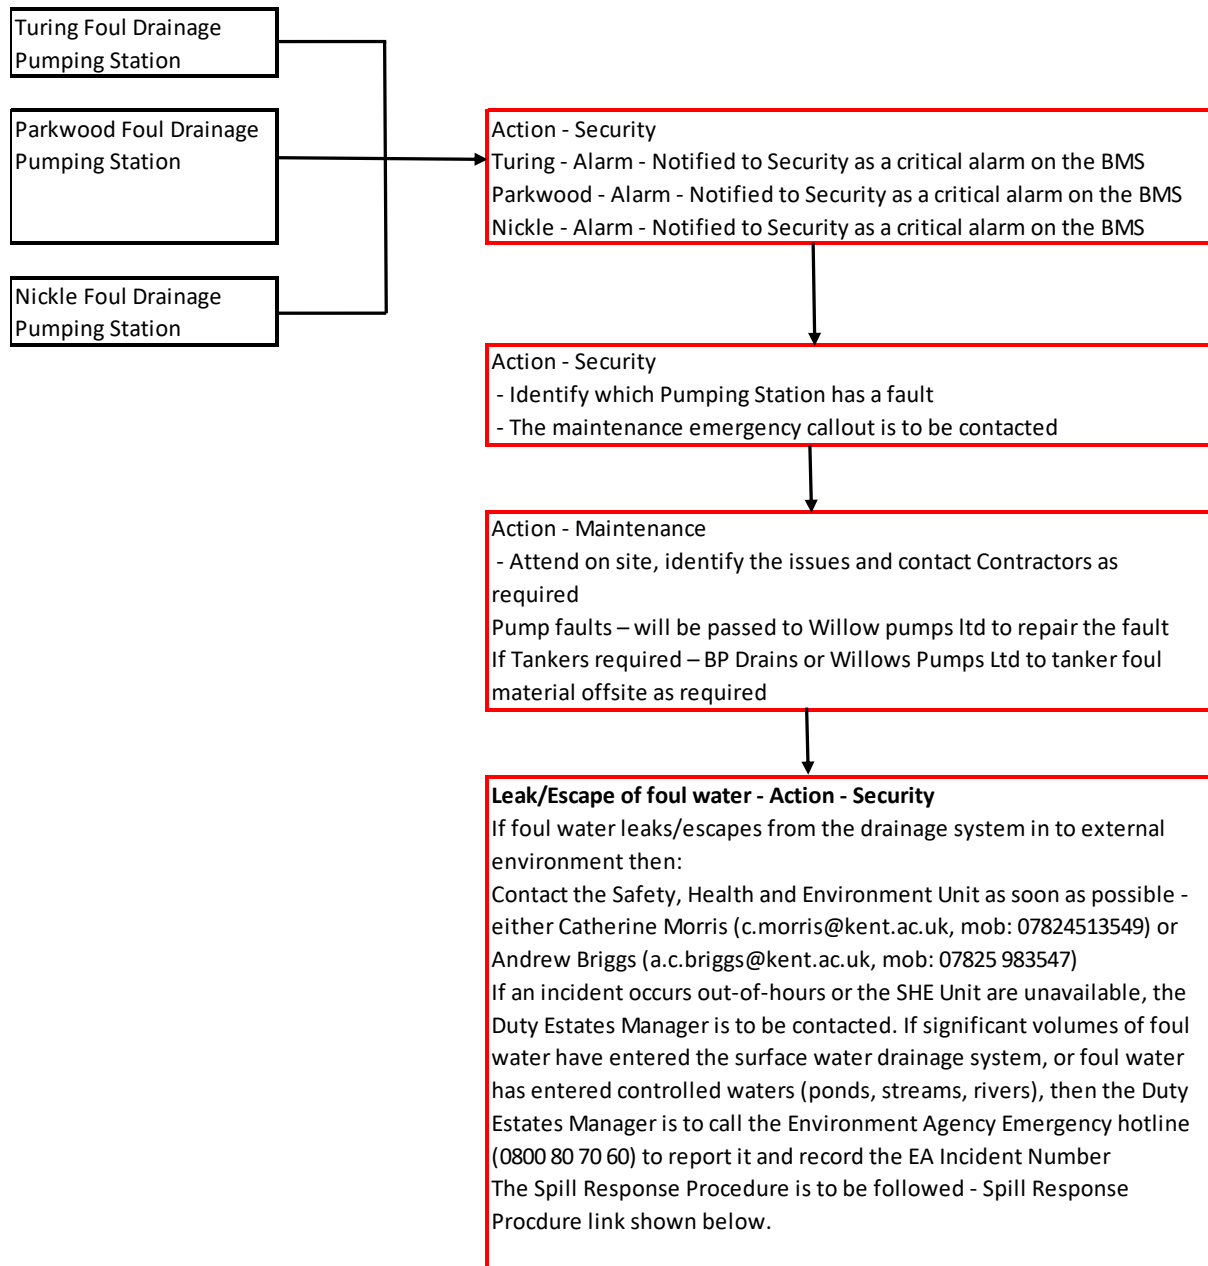 Turing Foul Drainage
Pumping Station
Parkwood Foul Drainage
Pumping Station
Nickle Foul Drainage
Pumping Station
Action - Security
Turing - Alarm - Notified to Security as a critical alarm on the BMS
Parkwood - Alarm - Notified to Security as a critical alarm on the BMS
Nickle - Alarm - Notified to Security as a critical alarm on the BMS
Action - Security
- Identify which Pumping Station has a fault
- The maintenance emergency callout is to be contacted
Action - Maintenance
- Attend on site, identify the issues and contact Contractors as
required
Pump faults – will be passed to Willow pumps ltd to repair the fault
If Tankers required – BP Drains or Willows Pumps Ltd to tanker foul
material offsite as required
Leak/Escape of foul water - Action - Security
If foul water leaks/escapes from the drainage system in to external
environment then:
Contact the Safety, Health and Environment Unit as soon as possible -
either Catherine Morris (c.morris@kent.ac.uk, mob: 07824513549) or
Andrew Briggs (a.c.briggs@kent.ac.uk, mob: 07825 983547)
If an incident occurs out-of-hours or the SHE Unit are unavailable, the
Duty Estates Manager is to be contacted. If significant volumes of foul
water have entered the surface water drainage system, or foul water
has entered controlled waters (ponds, streams, rivers), then the Duty
Estates Manager is to call the Environment Agency Emergency hotline
(0800 80 70 60) to report it and record the EA Incident Number
The Spill Response Procedure is to be followed - Spill Response
Procdure link shown below.